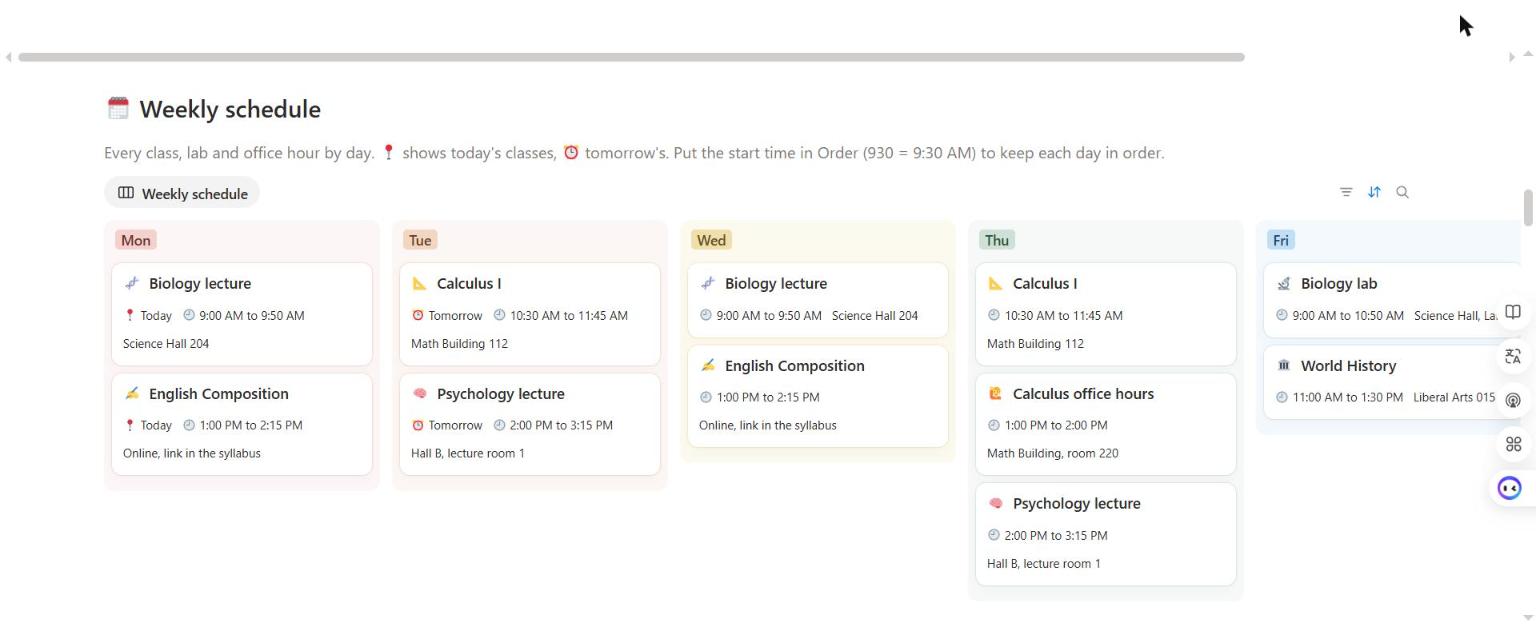 Weekly schedule
Every class, lab and office hour by day. 📍 shows today's classes, ⏰ tomorrow's. Put the start time in Order (930 = 9:30 AM) to keep each day in order.
Weekly schedule
Mon
Biology lecture
Today 9:00 AM to 9:50 AM
Science Hall 204
English Composition
Today 1:00 PM to 2:15 PM
Online, link in the syllabus
Tue
Calculus I
Tomorrow 10:30 AM to 11:45 AM
Math Building 112
Psychology lecture
Tomorrow 2:00 PM to 3:15 PM
Hall B, lecture room 1
Wed
Biology lecture
9:00 AM to 9:50 AM Science Hall 204
English Composition
1:00 PM to 2:15 PM
Online, link in the syllabus
Thu
Calculus I
10:30 AM to 11:45 AM
Math Building 112
Calculus office hours
1:00 PM to 2:00 PM
Math Building, room 220
Psychology lecture
2:00 PM to 3:15 PM
Hall B, lecture room 1
Fri
Biology lab
9:00 AM to 10:50 AM Science Hall,
World History
11:00 AM to 1:30 PM Liberal Arts 015